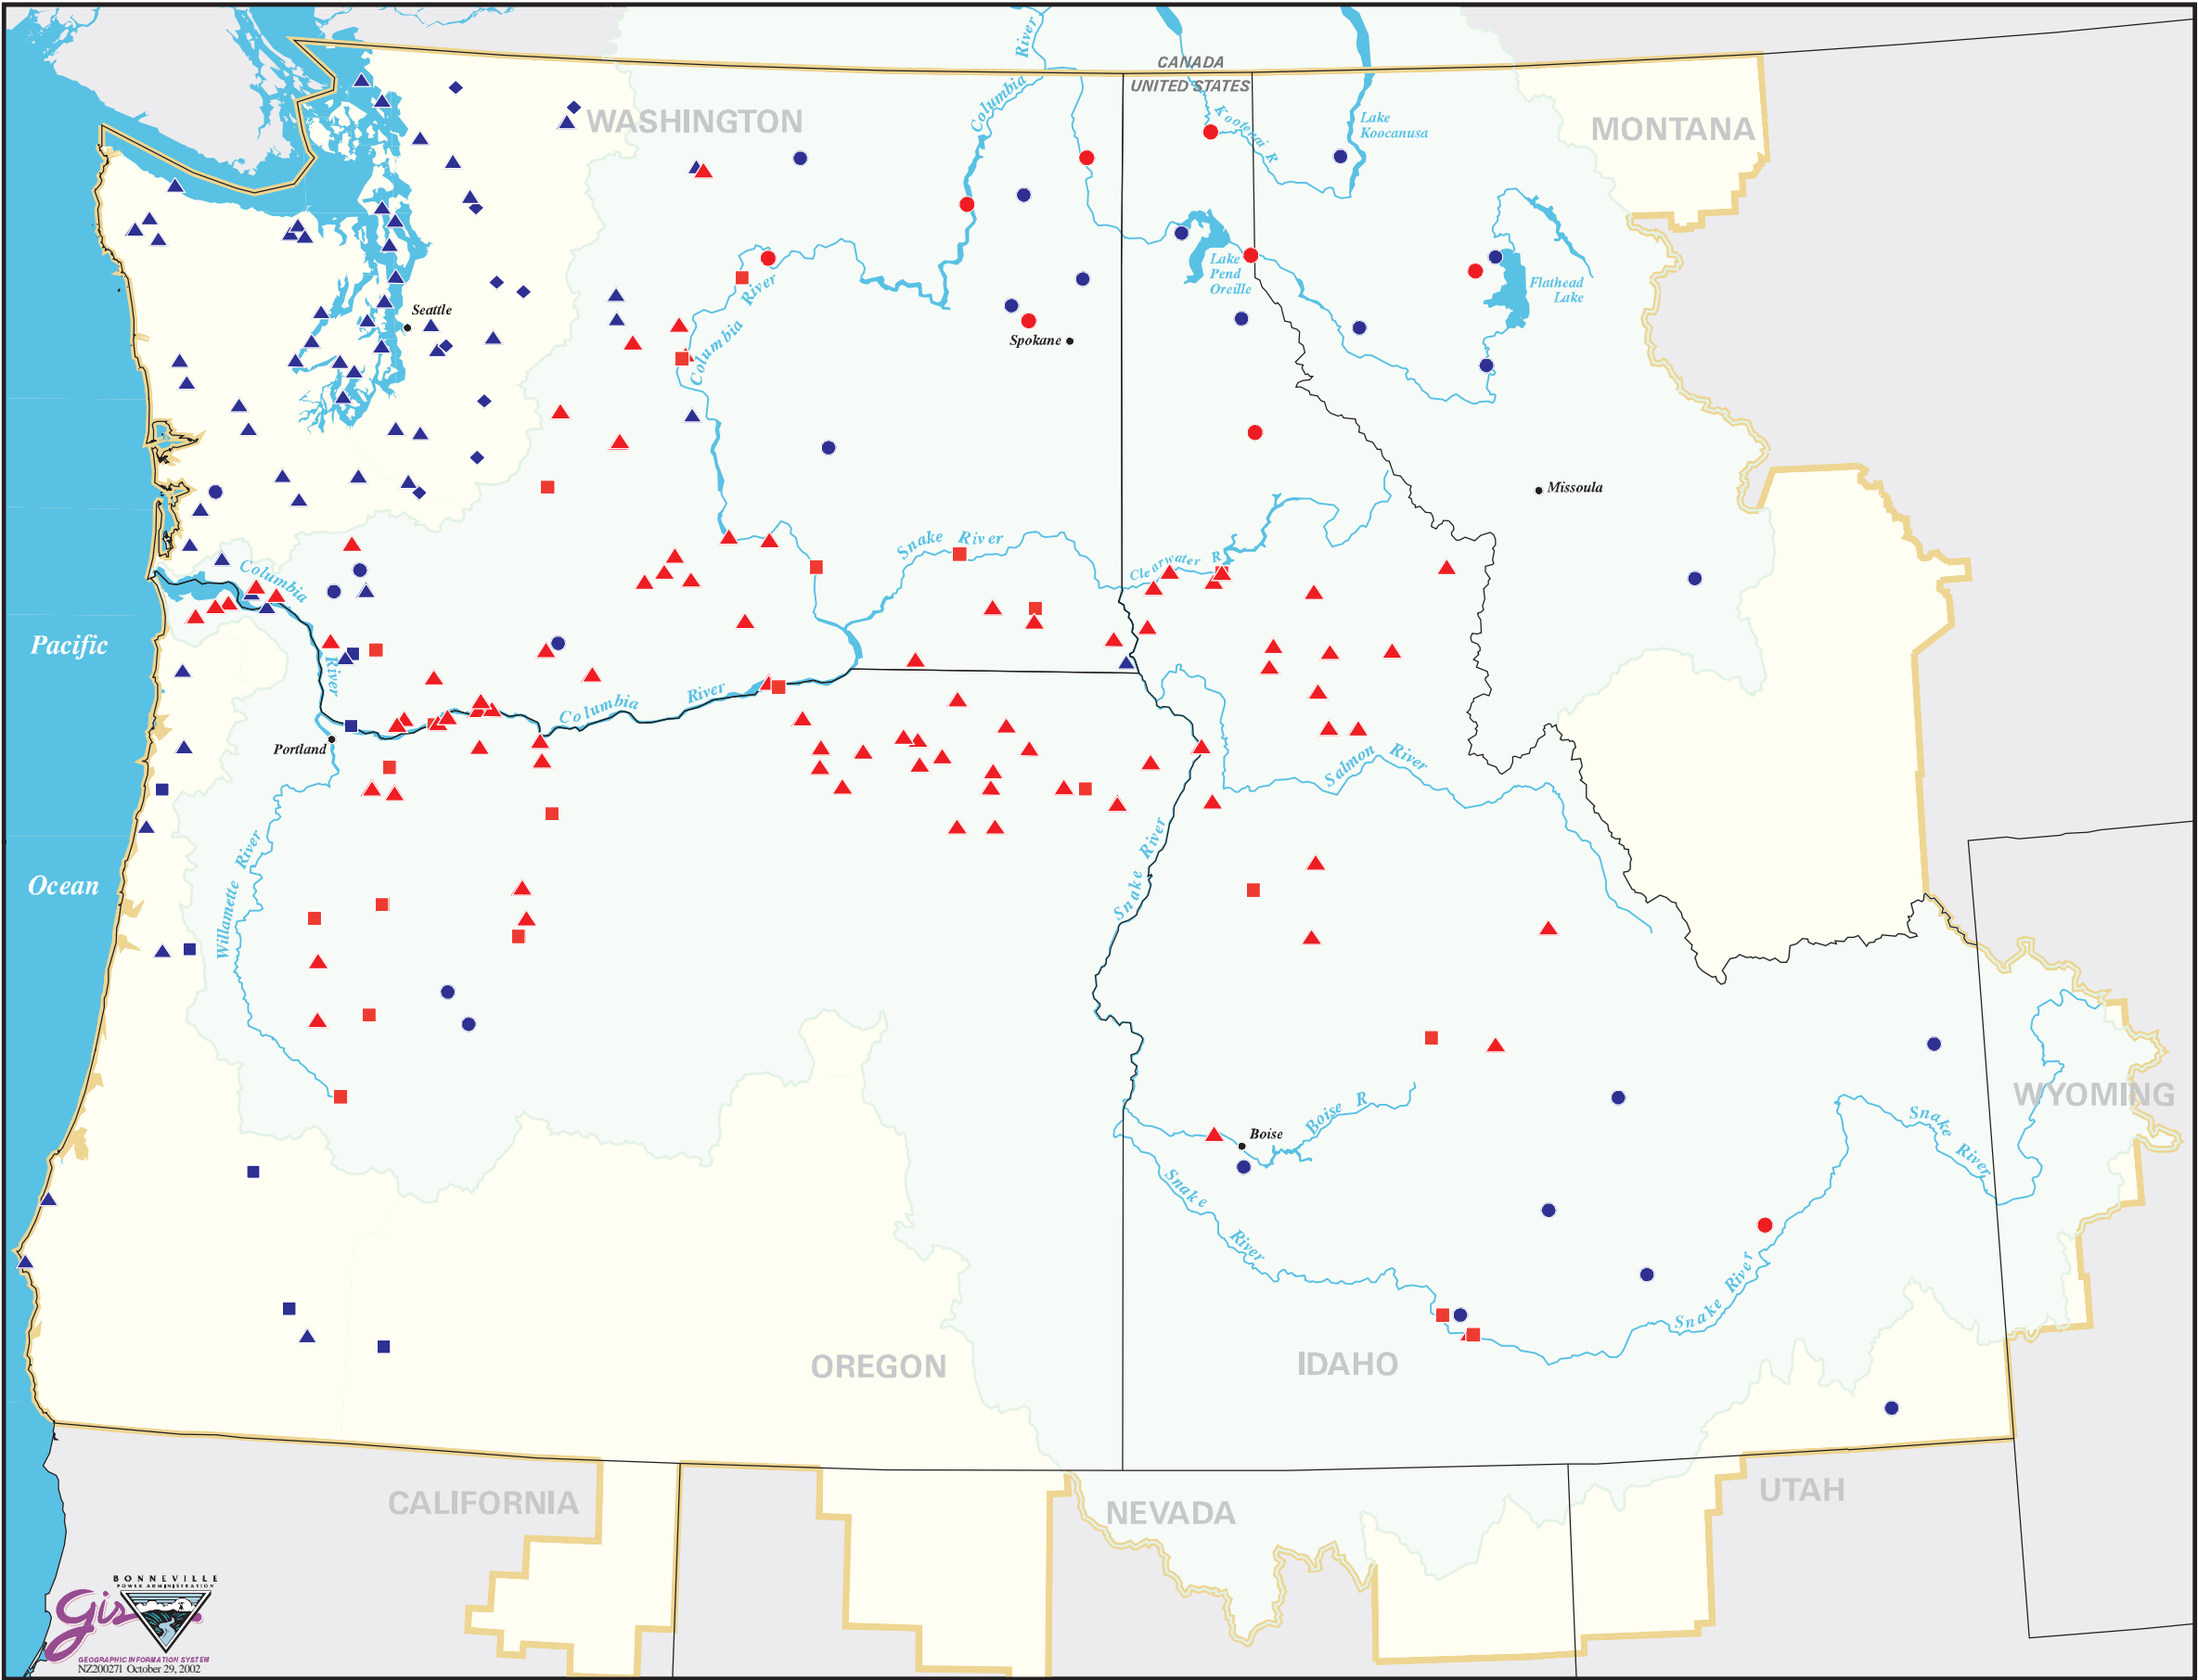 River
CANADA
UNITED STATES
WASHINGTON
Columbia
Kootenai R
Lake
Koocanusa
MONTANA
Lake
Pend
Oreille
Flathead
Lake
Seattle
Columbia River
Spokane
Missoula
Snake River
Clearwater R
Columbia
River
Pacific
Columbia River
Portland
Salmon River
Snake River
Willamette River
Ocean
WYOMING
Boise R
Boise
Snake River
Snake River
Snake River
OREGON
IDAHO
CALIFORNIA
NEVADA
UTAH
BONNEVILLE
POWER ADMINISTRATION
Gis
GEOGRAPHIC INFORMATION SYSTEM
NZ200271 October 29, 2002